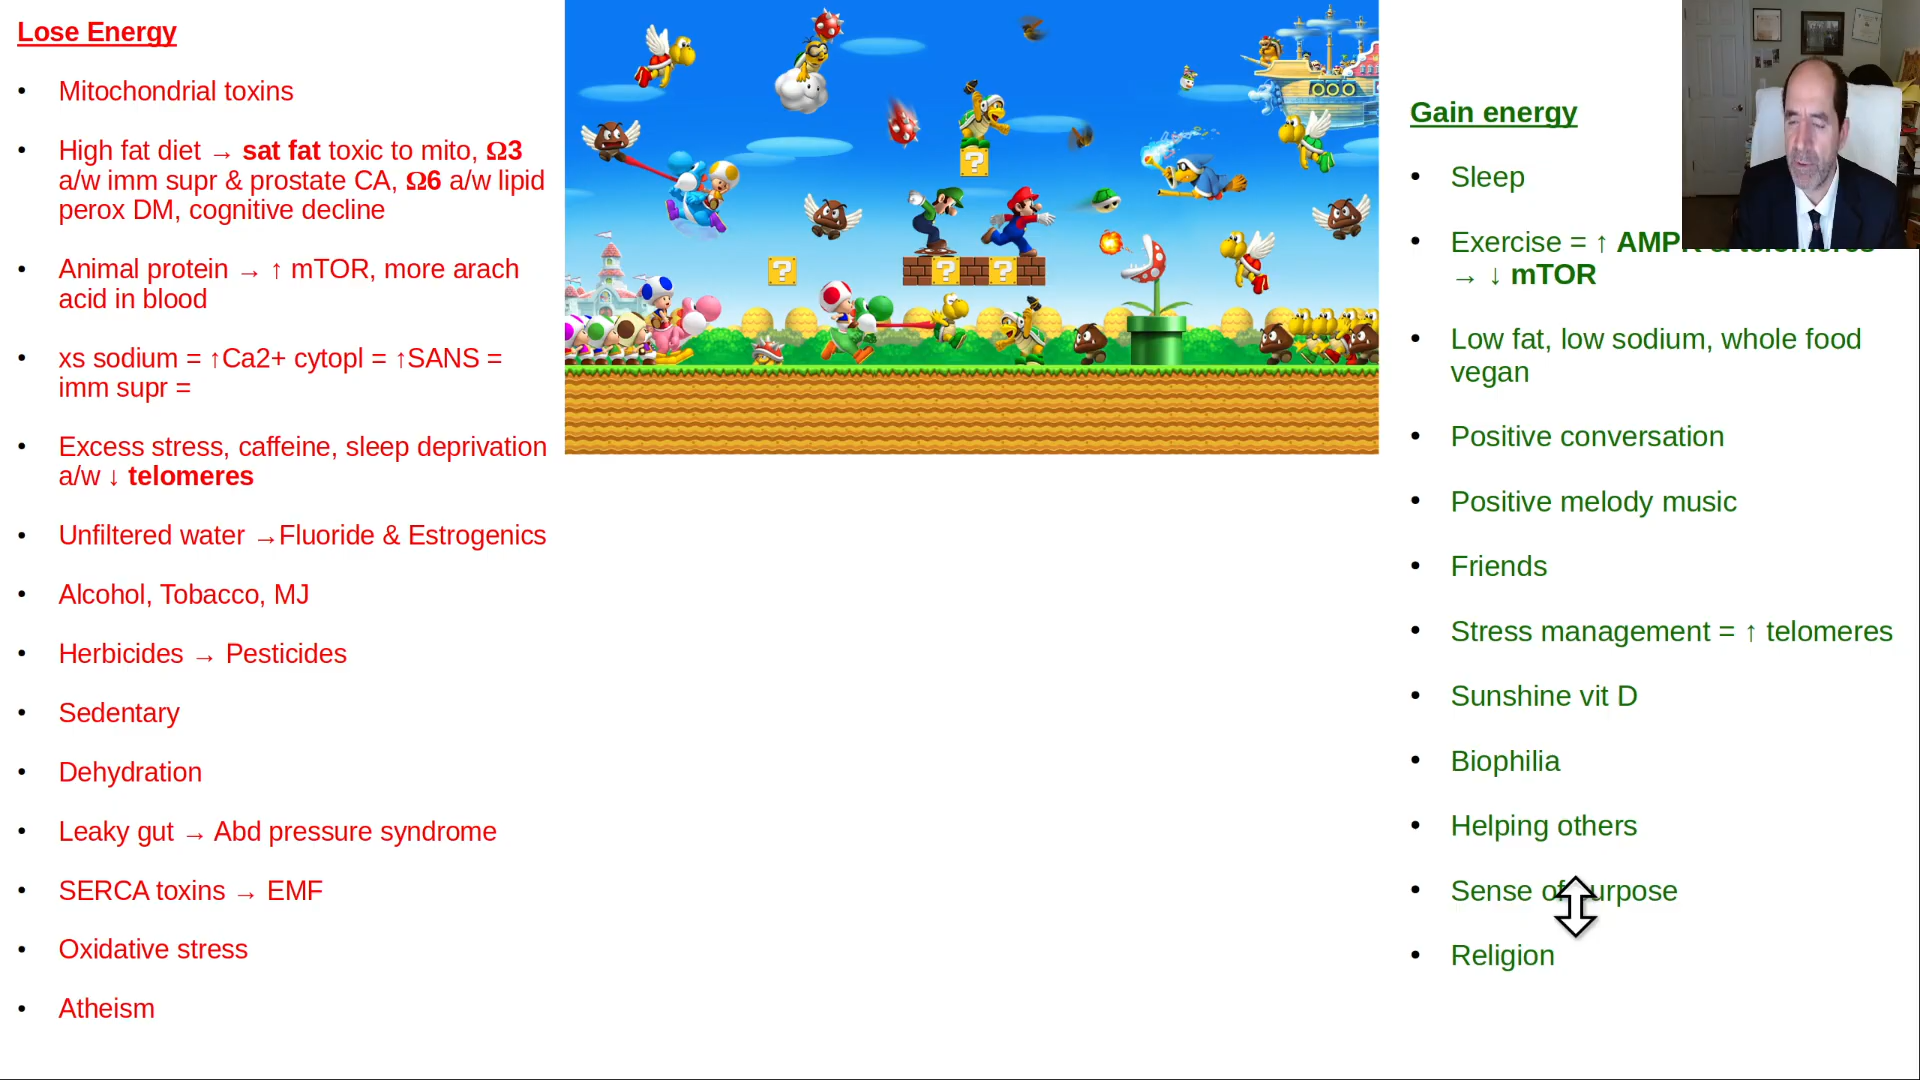 Lose Energy
• Mitochondrial toxins
• High fat diet → sat fat toxic to mito, Ω3
a/w imm supr & prostate CA, Ω6 a/w lipid
perox DM, cognitive decline
• Animal protein → ↑ mTOR, more arach
acid in blood
• xs sodium = ↑Ca2+ cytopl = ↑SANS =
imm supr =
• Excess stress, caffeine, sleep deprivation
a/w ↓ telomeres
• Unfiltered water →Fluoride & Estrogenics
• Alcohol, Tobacco, MJ
• Herbicides → Pesticides
• Sedentary
• Dehydration
• Leaky gut → Abd pressure syndrome
• SERCA toxins → EMF
• Oxidative stress
• Atheism
? ? ? ?
?
Gain energy
• Sleep
• Exercise = ↑ AMPK & telomeres
→ ↓ mTOR
• Low fat, low sodium, whole food
vegan
• Positive conversation
• Positive melody music
• Friends
• Stress management = ↑ telomeres
• Sunshine vit D
• Biophilia
• Helping others
• Sense of purpose
• Religion